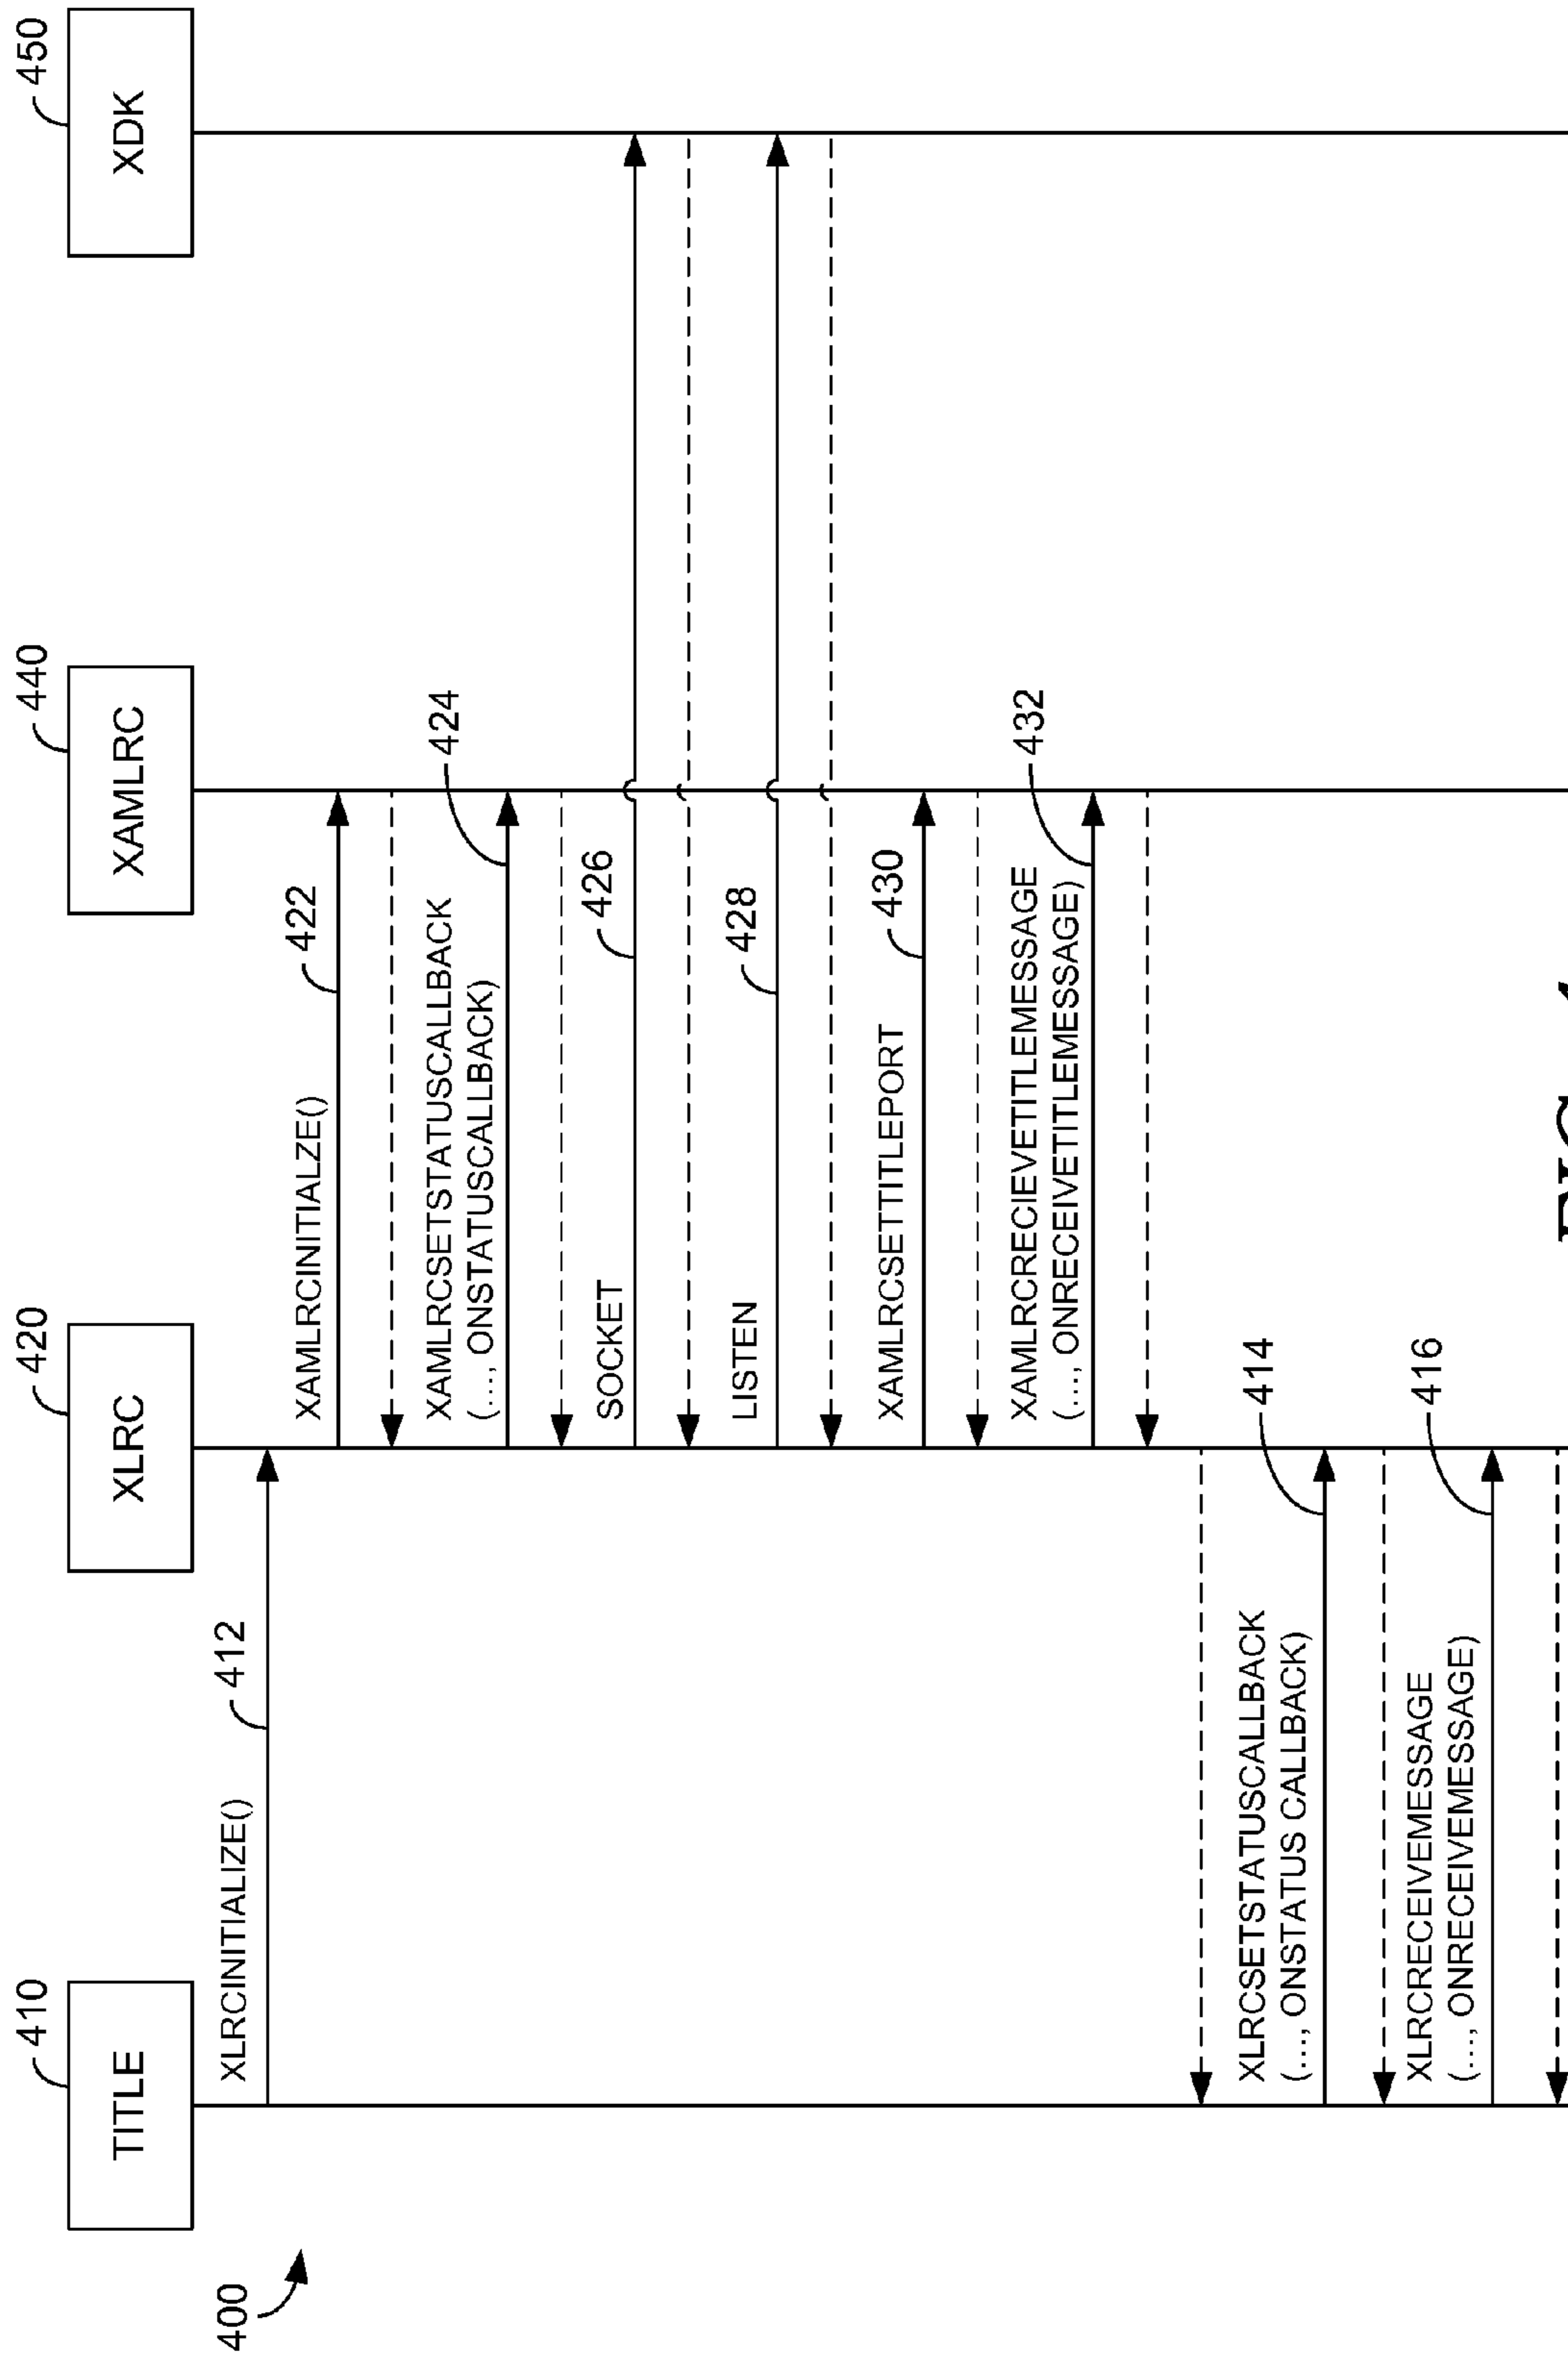 410
420
440
450
TITLE
XLRC
XAMLRC
XDK
400
XLRCINITIALIZE()
412
XAMLRCINITIALZE()
422
XAMLRCSETSTATUSCALLBACK
(..., ONSTATUSCALLBACK)
424
SOCKET
426
LISTEN
428
XAMLRCSETTITLEPORT
430
XAMLRCRECIEVETITLEMESSAGE
(..., ONRECEIVETITLEMESSAGE)
432
XLRCSETSTATUSCALLBACK
(..., ONSTATUS CALLBACK)
414
XLRCRECEIVEMESSAGE
(..., ONRECEIVEMESSAGE)
416